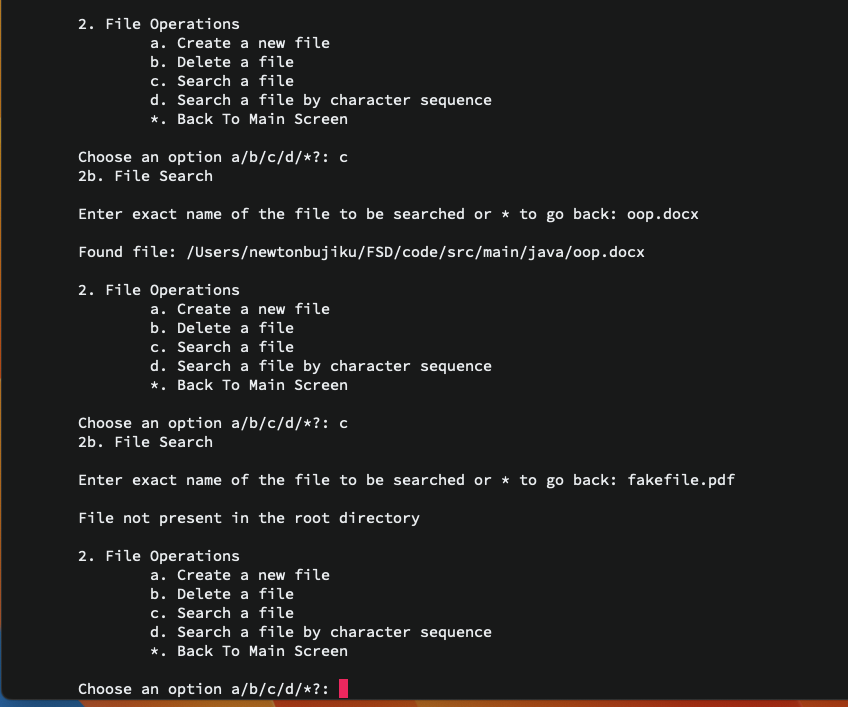 2. File Operations
a. Create a new file
b. Delete a file
c. Search a file
d. Search a file by character sequence
*. Back To Main Screen
Choose an option a/b/c/d/*?: c
2b. File Search
Enter exact name of the file to be searched or * to go back: oop.docx
Found file: /Users/newtonbujiku/FSD/code/src/main/java/oop.docx
2. File Operations
a. Create a new file
b. Delete a file
c. Search a file
d. Search a file by character sequence
*. Back To Main Screen
Choose an option a/b/c/d/*?: c
2b. File Search
Enter exact name of the file to be searched or * to go back: fakefile.pdf
File not present in the root directory
2. File Operations
a. Create a new file
b. Delete a file
c. Search a file
d. Search a file by character sequence
*. Back To Main Screen
Choose an option a/b/c/d/*?: